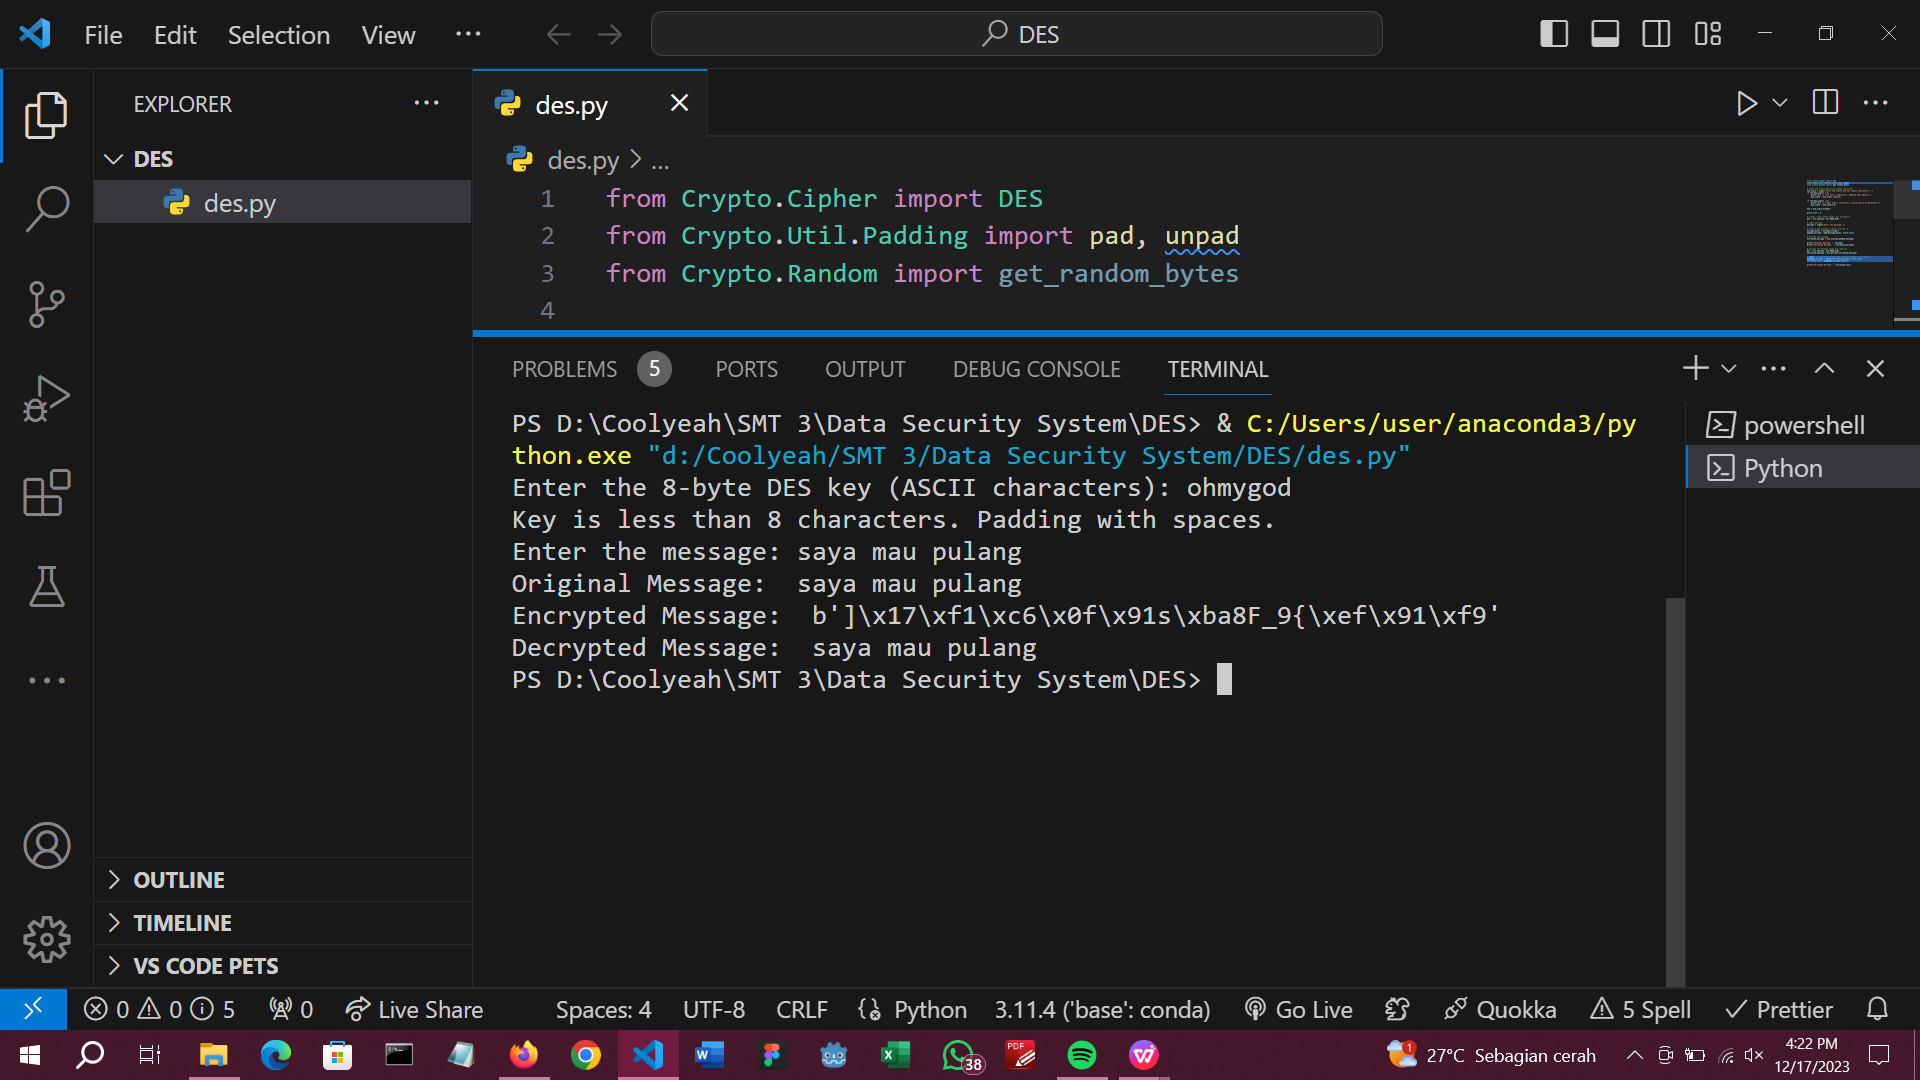 File Edit Selection View ... DES
EXPLORER ...
DES
des.py
OUTLINE
TIMELINE
VS CODE PETS
des.py
des.py > ...
1 from Crypto.Cipher import DES
2 from Crypto.Util.Padding import pad, unpad
3 from Crypto.Random import get_random_bytes
4
PROBLEMS 5 PORTS OUTPUT DEBUG CONSOLE TERMINAL
PS D:\Coolyeah\SMT 3\Data Security System\DES> & C:/Users/user/anaconda3/py
thon.exe "d:/Coolyeah/SMT 3/Data Security System/DES/des.py"
Enter the 8-byte DES key (ASCII characters): ohmygod
Key is less than 8 characters. Padding with spaces.
Enter the message: saya mau pulang
Original Message:  saya mau pulang
Encrypted Message:  b']\x17\xf1\xc6\x0f\x91s\xba8F_9{\xef\x91\xf9'
Decrypted Message:  saya mau pulang
PS D:\Coolyeah\SMT 3\Data Security System\DES>
powershell
Python
0 0 5 0 Live Share Spaces: 4 UTF-8 CRLF Python 3.11.4 ('base': conda) Go Live Quokka 5 Spell Prettier
38 PDF 1 27°C Sebagian cerah 4:22 PM
12/17/2023